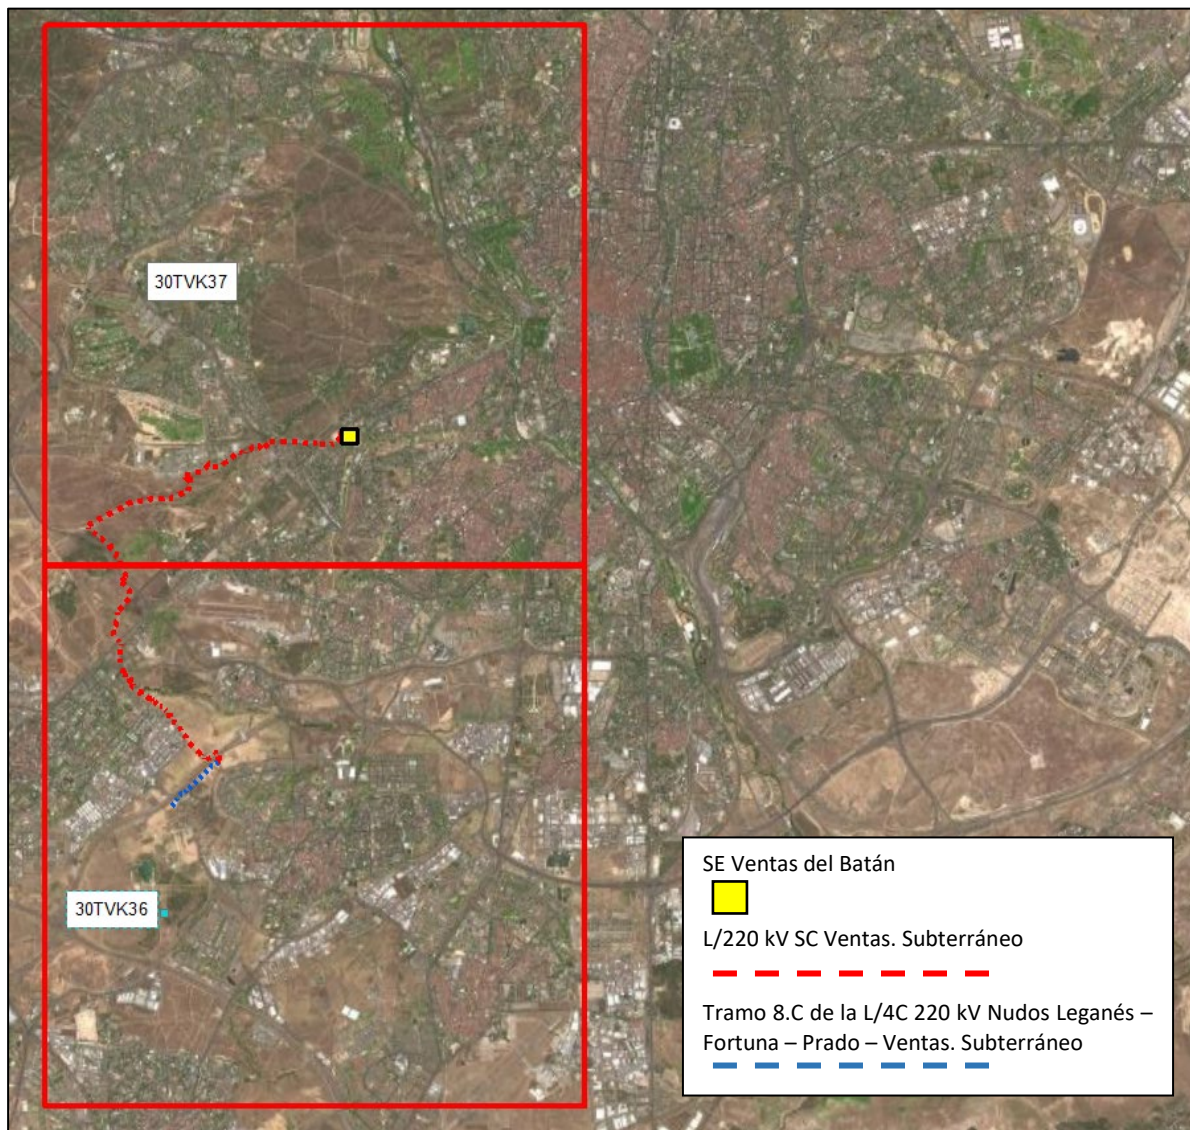 30TVK37
30TVK36
SE Ventas del Batán
L/220 kV SC Ventas. Subterráneo
Tramo 8.C de la L/4C 220 kV Nudos Leganés –
Fortuna – Prado – Ventas. Subterráneo